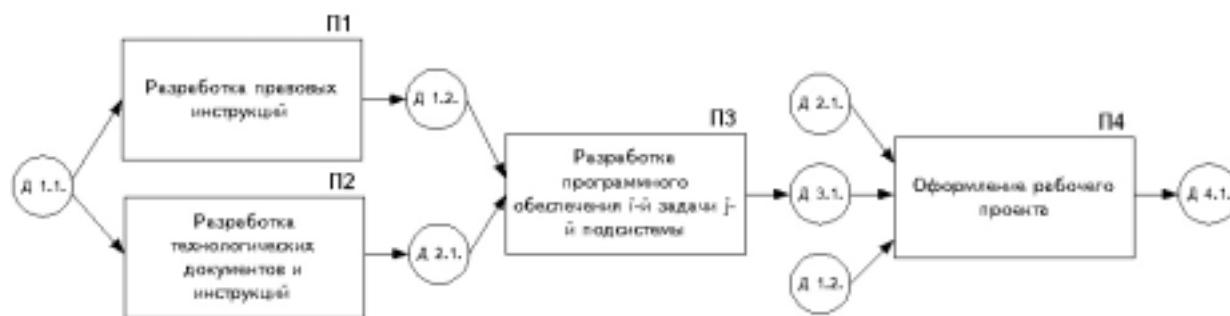 П1
Разработка правовых
инструкций
Д 1.2.
Д 1.1.
П2
Разработка
технологических
документов и
инструкций
Д 2.1.
П3
Разработка
програмного
обеспечения i-й задачи j-
й подсистемы
Д 2.1.
Д 3.1.
Д 1.2.
П4
Оформление рабочего
проекта
Д 4.1.